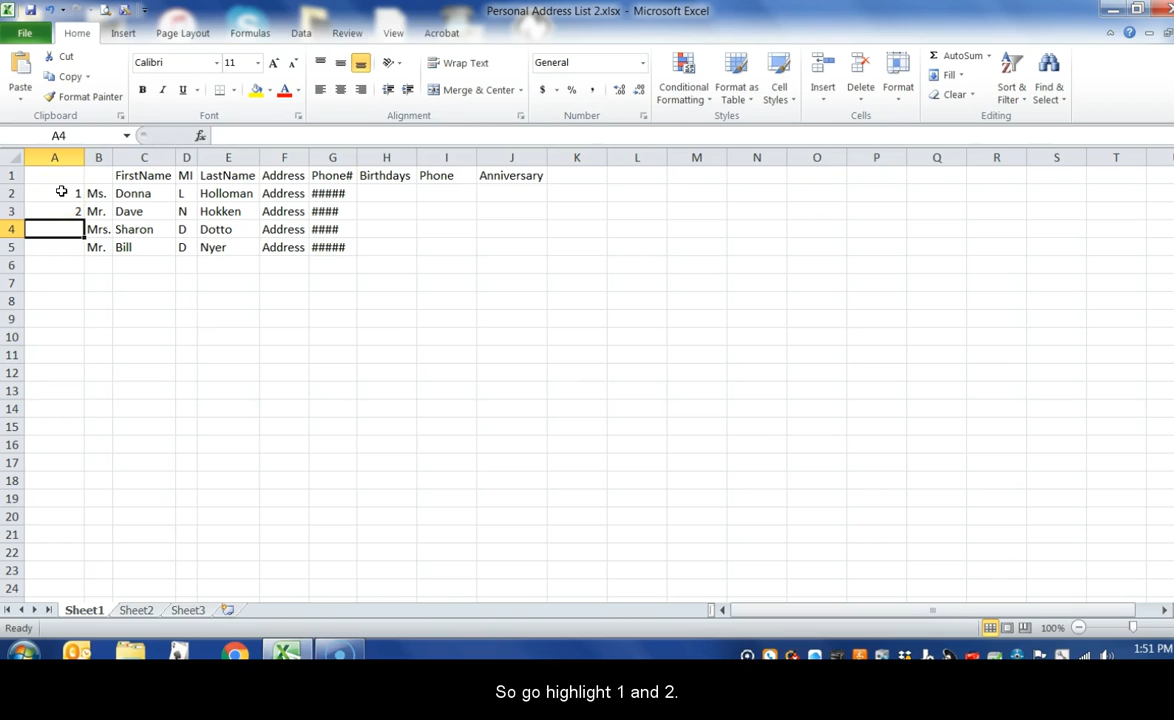 Personal Address List 2.xlsx - Microsoft Excel
File Home Insert Page Layout Formulas Data Review View Acrobat
Paste
Cut
Copy
Format Painter
Clipboard
Calibri 11
B I U
Font
Wrap Text
Merge & Center
Alignment
General
$ % ,
Number
Conditional Formatting
Format as Table
Cell Styles
Styles
Insert Delete Format
Cells
AutoSum
Fill
Clear
Sort & Filter
Find & Select
Editing
A4 fx
A B C D E F G H I J K L M N O P Q R S T
1 FirstName MI LastName Address Phone# Birthdays Phone Anniversary
2 1 Ms. Donna L Holloman Address #####
3 2 Mr. Dave N Hokken Address ####
4 Mrs. Sharon D Dotto Address ####
5 Mr. Bill D Nyer Address #####
6
7
8
9
10
11
12
13
14
15
16
17
18
19
20
21
22
23
24
Sheet1 Sheet2 Sheet3
Ready 100%
1:51 PM
So go highlight 1 and 2.